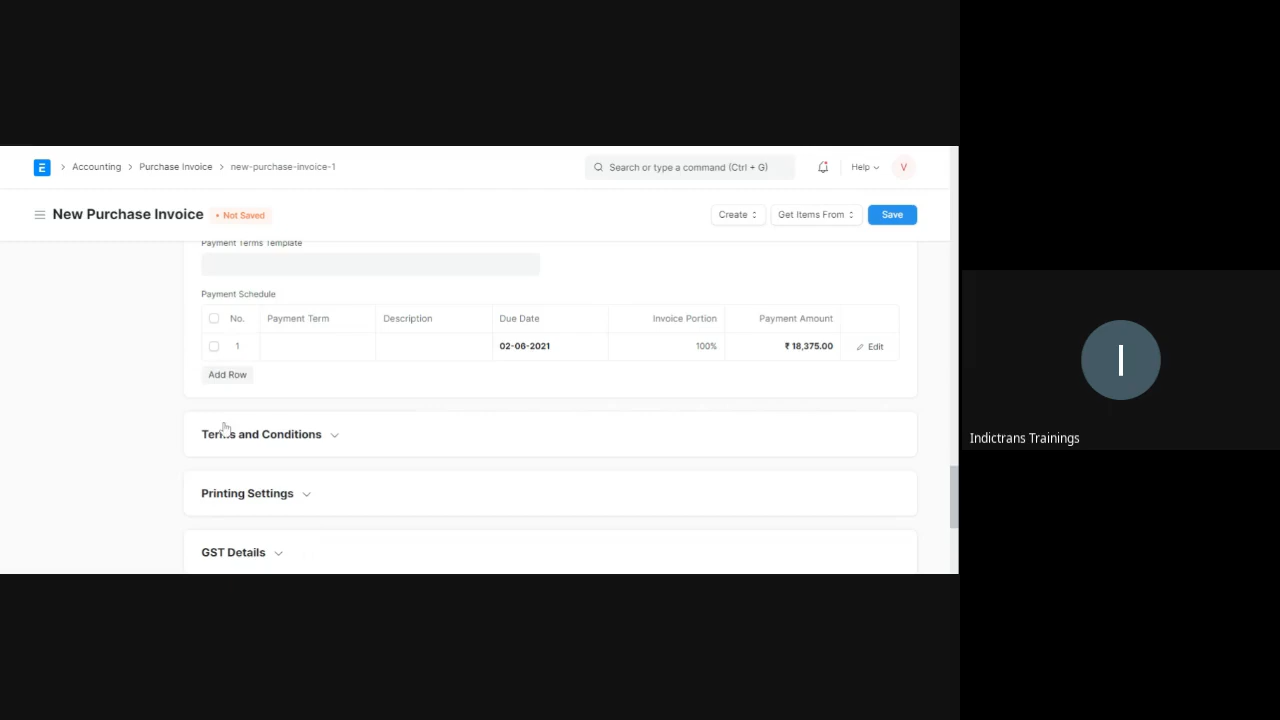 Accounting > Purchase Invoice > new-purchase-invoice-1
Search or type a command (Ctrl + G)
Help
V
New Purchase Invoice
• Not Saved
Create
Get Items From
Save
Payment Terms Template
Payment Schedule
No. Payment Term Description Due Date Invoice Portion Payment Amount
1 02-06-2021 100% ₹ 18,375.00 Edit
Add Row
Terms and Conditions
Printing Settings
GST Details
I
Indictrans Trainings